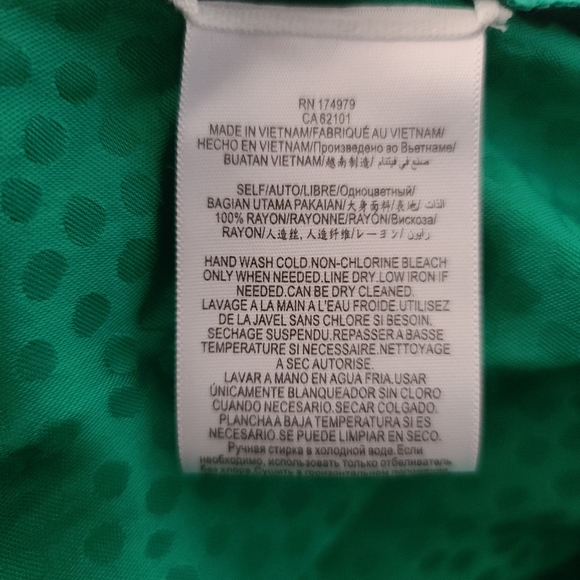 RN 174979
CA 62101
MADE IN VIETNAM/FABRIQUÉ AU VIETNAM/
HECHO EN VIETNAM/Произведено во Вьетнаме/
BUATAN VIETNAM/越南制造/صنع في فيتنام
SELF/AUTO/LIBRE/Одноцветный/
BAGIAN UTAMA PAKAIAN/大身面料/表地/الذات
100% RAYON/RAYONNE/RAYÓN/Вискоза/
RAYON/人造丝, 人造纤维/レーヨン/رايون
HAND WASH COLD.NON-CHLORINE BLEACH
ONLY WHEN NEEDED.LINE DRY.LOW IRON IF
NEEDED.CAN BE DRY CLEANED.
LAVAGE A LA MAIN A L'EAU FROIDE.UTILISEZ
DE LA JAVEL SANS CHLORE SI BESOIN.
SECHAGE SUSPENDU.REPASSER A BASSE
TEMPERATURE SI NECESSAIRE.NETTOYAGE
A SEC AUTORISE.
LAVAR A MANO EN AGUA FRIA.USAR
ÚNICAMENTE BLANQUEADOR SIN CLORO
CUANDO NECESARIO.SECAR COLGADO.
PLANCHA A BAJA TEMPERATURA SI ES
NECESARIO.SE PUEDE LIMPIAR EN SECO.
Ручная стирка в холодной воде.Если
необходимо, использовать только отбеливатель
без хлора.Сушить в